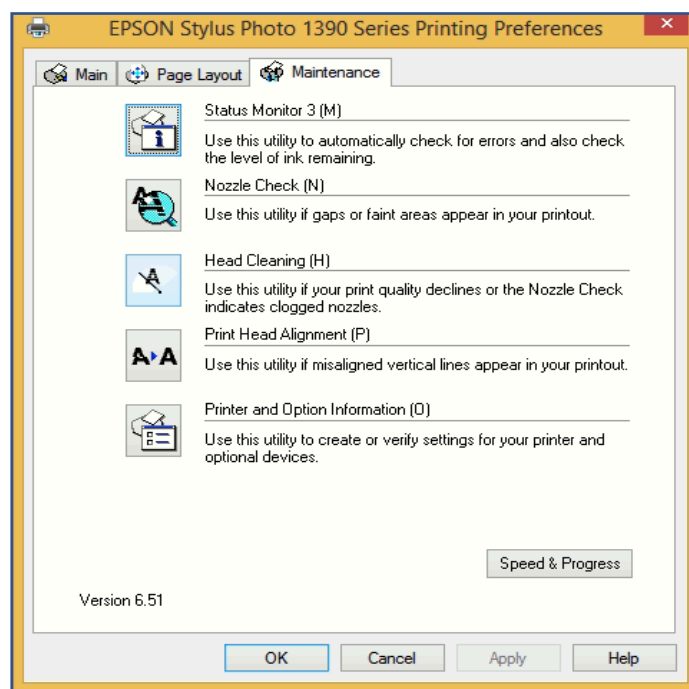 EPSON Stylus Photo 1390 Series Printing Preferences
Main
Page Layout
Maintenance
Status Monitor 3 (M)
Use this utility to automatically check for errors and also check
the level of ink remaining.
Nozzle Check (N)
Use this utility if gaps or faint areas appear in your printout.
Head Cleaning (H)
Use this utility if your print quality declines or the Nozzle Check
indicates clogged nozzles.
Print Head Alignment (P)
Use this utility if misaligned vertical lines appear in your printout.
Printer and Option Information (O)
Use this utility to create or verify settings for your printer and
optional devices.
Speed & Progress
Version 6.51
OK
Cancel
Apply
Help